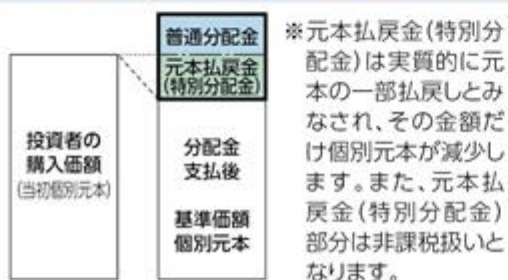 投資者の
購入価額
(当初個別元本)
普通分配金
元本払戻金
(特別分配金)
分配金
支払後
基準価額
個別元本
※元本払戻金(特別分
配金)は実質的に元
本の一部払戻しとみ
なされ、その金額だ
け個別元本が減少し
ます。また、元本払
戻金(特別分配金)
部分は非課税扱いと
なります。